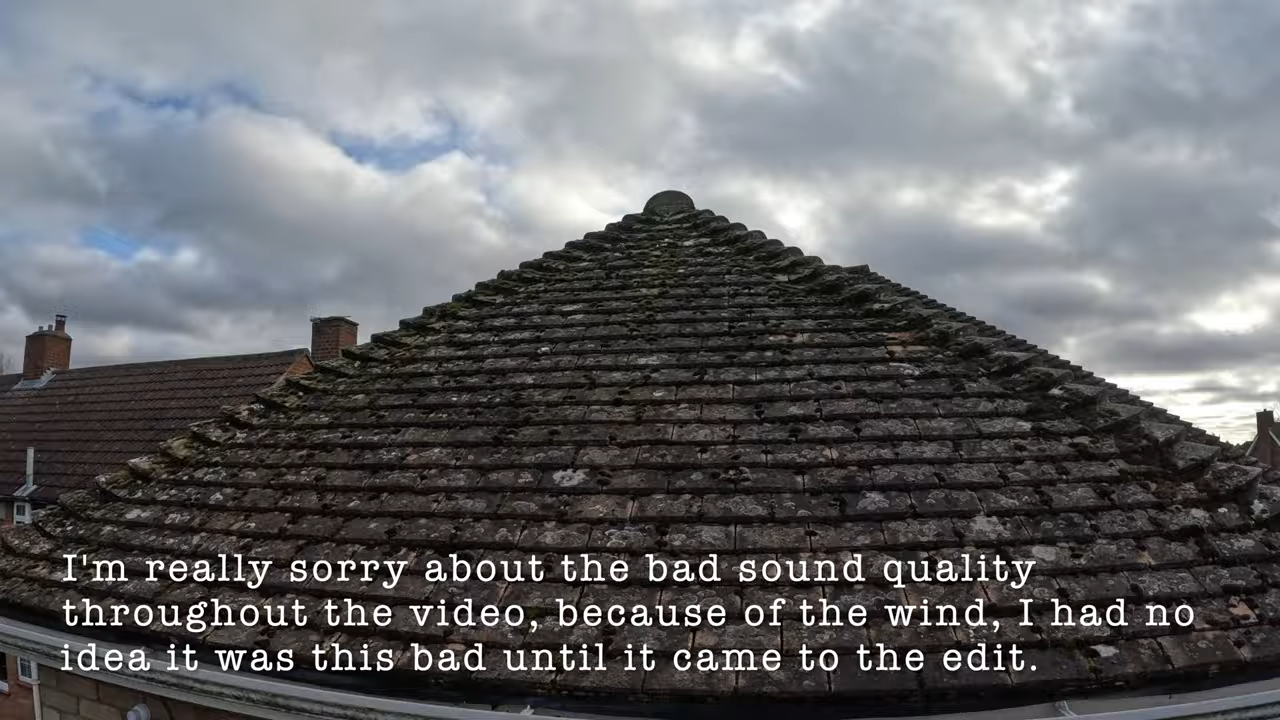 I'm really sorry about the bad sound quality
throughout the video, because of the wind, I had no
idea it was this bad until it came to the edit.